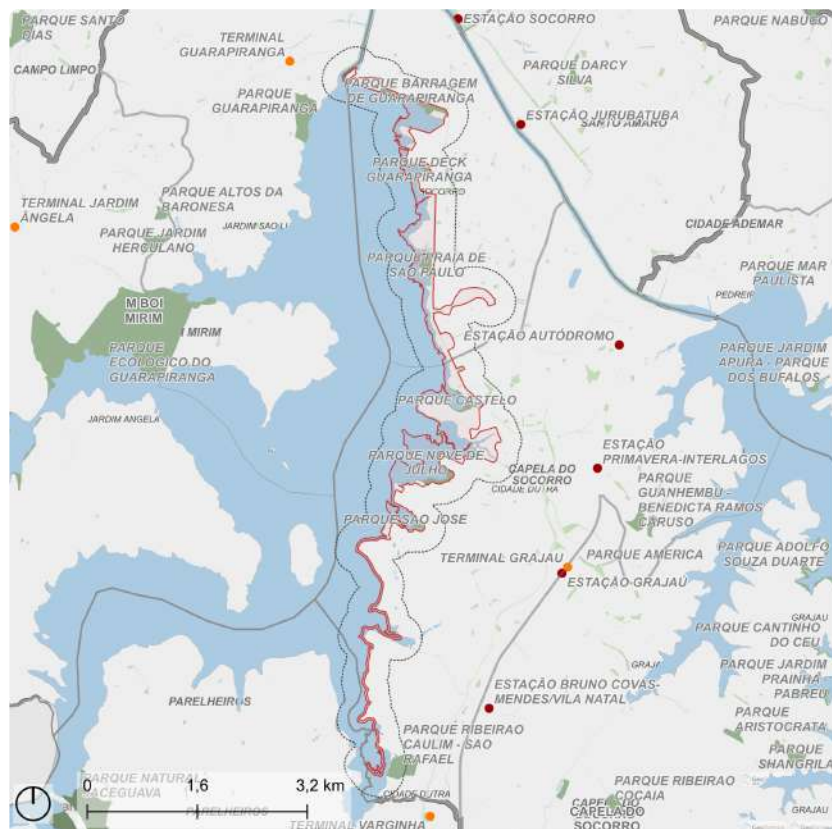 PARQUE SANTO
DIAS
TERMINAL
GUARAPIRANGA
ESTAÇÃO SOCORRO
PARQUE NABUCO
CAMPO LIMPO
PARQUE
GUARAPIRANGA
PARQUE BARRAGEM
DE GUARAPIRANGA
PARQUE DARCY
SILVA
ESTAÇÃO JURUBATUBA
SANTO AMARO
PARQUE DECK
GUARAPIRANGA
SOCORRO
TERMINAL JARDIM
ÂNGELA
PARQUE ALTOS DA
BARONESA
JARDIM SAO LU
PARQUE JARDIM
HERCULANO
CIDADE ADEMAR
PARQUE PRAIA DE
SÃO PAULO
PARQUE MAR
PAULISTA
PEDREIR
M BOI
MIRIM
I MIRIM
PARQUE
ECOLÓGICO DO
GUARAPIRANGA
ESTAÇÃO AUTÓDROMO
PARQUE JARDIM
APURA - PARQUE
DOS BÚFALOS
JARDIM ANGELA
PARQUE CASTELO
PARQUE NOVE DE
JULHO
CAPELA DO
SOCORRO
CIDADE DUTRA
ESTAÇÃO
PRIMAVERA-INTERLAGOS
PARQUE
GUANHEMBU -
BENEDICTA RAMOS
CARUSO
PARQUE SÃO JOSÉ
TERMINAL GRAJAÚ
PARQUE AMÉRICA
ESTAÇÃO GRAJAÚ
PARQUE ADOLFO
SOUZA DUARTE
GRAJAU
PARQUE CANTINHO
DO CÉU
GRAJ
PARQUE JARDIM
PRAINHA
PABREU
PARELHEIROS
ESTAÇÃO BRUNO COVAS-
MENDES/VILA NATAL
PARQUE
ARISTOCRATA
PARQUE RIBEIRÃO
CAULIM - SÃO
RAFAEL
PARQUE
SHANGRILÁ
PARQUE NATURAL
JACEGUAVA
CIDADE DUTRA
PARQUE RIBEIRÃO
COCAIA
0 1,6 3,2 km
PARELHEIROS
TERMINAL VARGINHA
CAPELA DO
SOCORRO